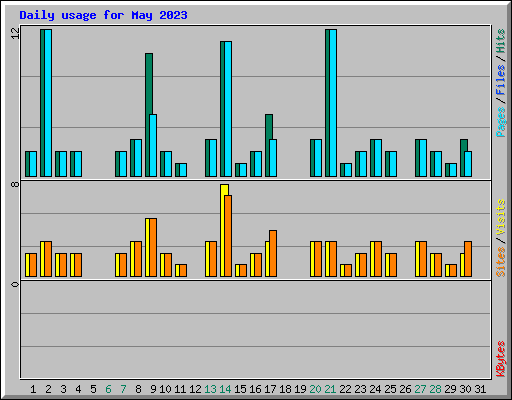 Daily usage for May 2023
12
8
0
Pages / Files / Hits
Sites / Visits
KBytes
1 2 3 4 5 6 7 8 9 10 11 12 13 14 15 16 17 18 19 20 21 22 23 24 25 26 27 28 29 30 31